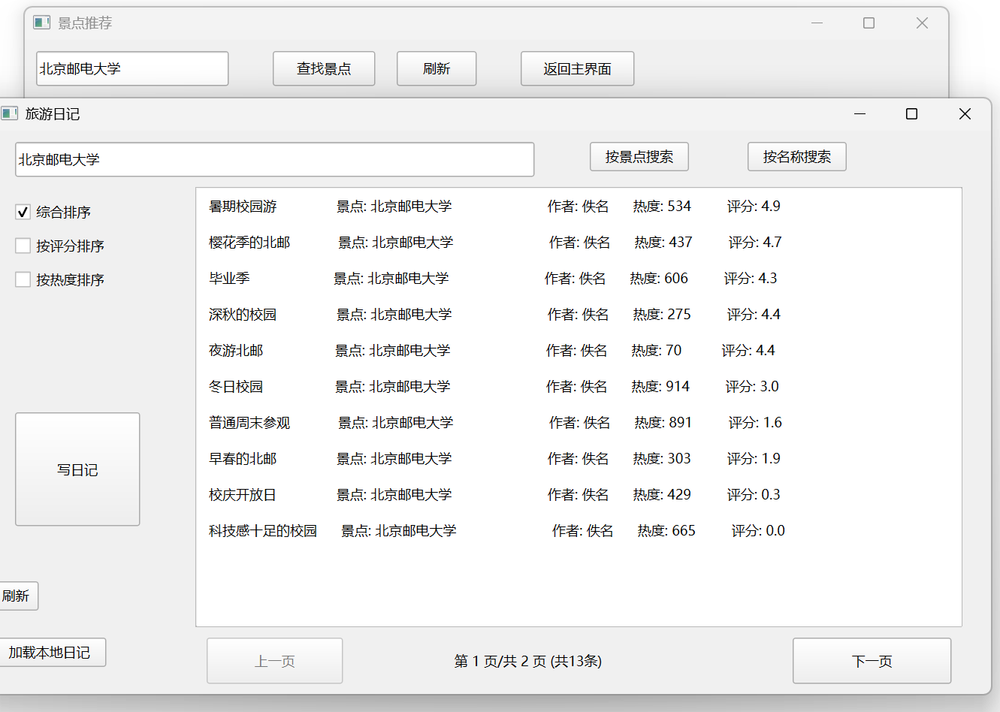 景点推荐
北京邮电大学 查找景点 刷新 返回主界面
旅游日记
北京邮电大学 按景点搜索 按名称搜索
综合排序
按评分排序
按热度排序
暑期校园游 景点: 北京邮电大学 作者: 佚名 热度: 534 评分: 4.9
樱花季的北邮 景点: 北京邮电大学 作者: 佚名 热度: 437 评分: 4.7
毕业季 景点: 北京邮电大学 作者: 佚名 热度: 606 评分: 4.3
深秋的校园 景点: 北京邮电大学 作者: 佚名 热度: 275 评分: 4.4
夜游北邮 景点: 北京邮电大学 作者: 佚名 热度: 70 评分: 4.4
冬日校园 景点: 北京邮电大学 作者: 佚名 热度: 914 评分: 3.0
普通周末参观 景点: 北京邮电大学 作者: 佚名 热度: 891 评分: 1.6
早春的北邮 景点: 北京邮电大学 作者: 佚名 热度: 303 评分: 1.9
校庆开放日 景点: 北京邮电大学 作者: 佚名 热度: 429 评分: 0.3
科技感十足的校园 景点: 北京邮电大学 作者: 佚名 热度: 665 评分: 0.0
写日记
刷新
加载本地日记
上一页 第 1 页/共 2 页 (共13条) 下一页